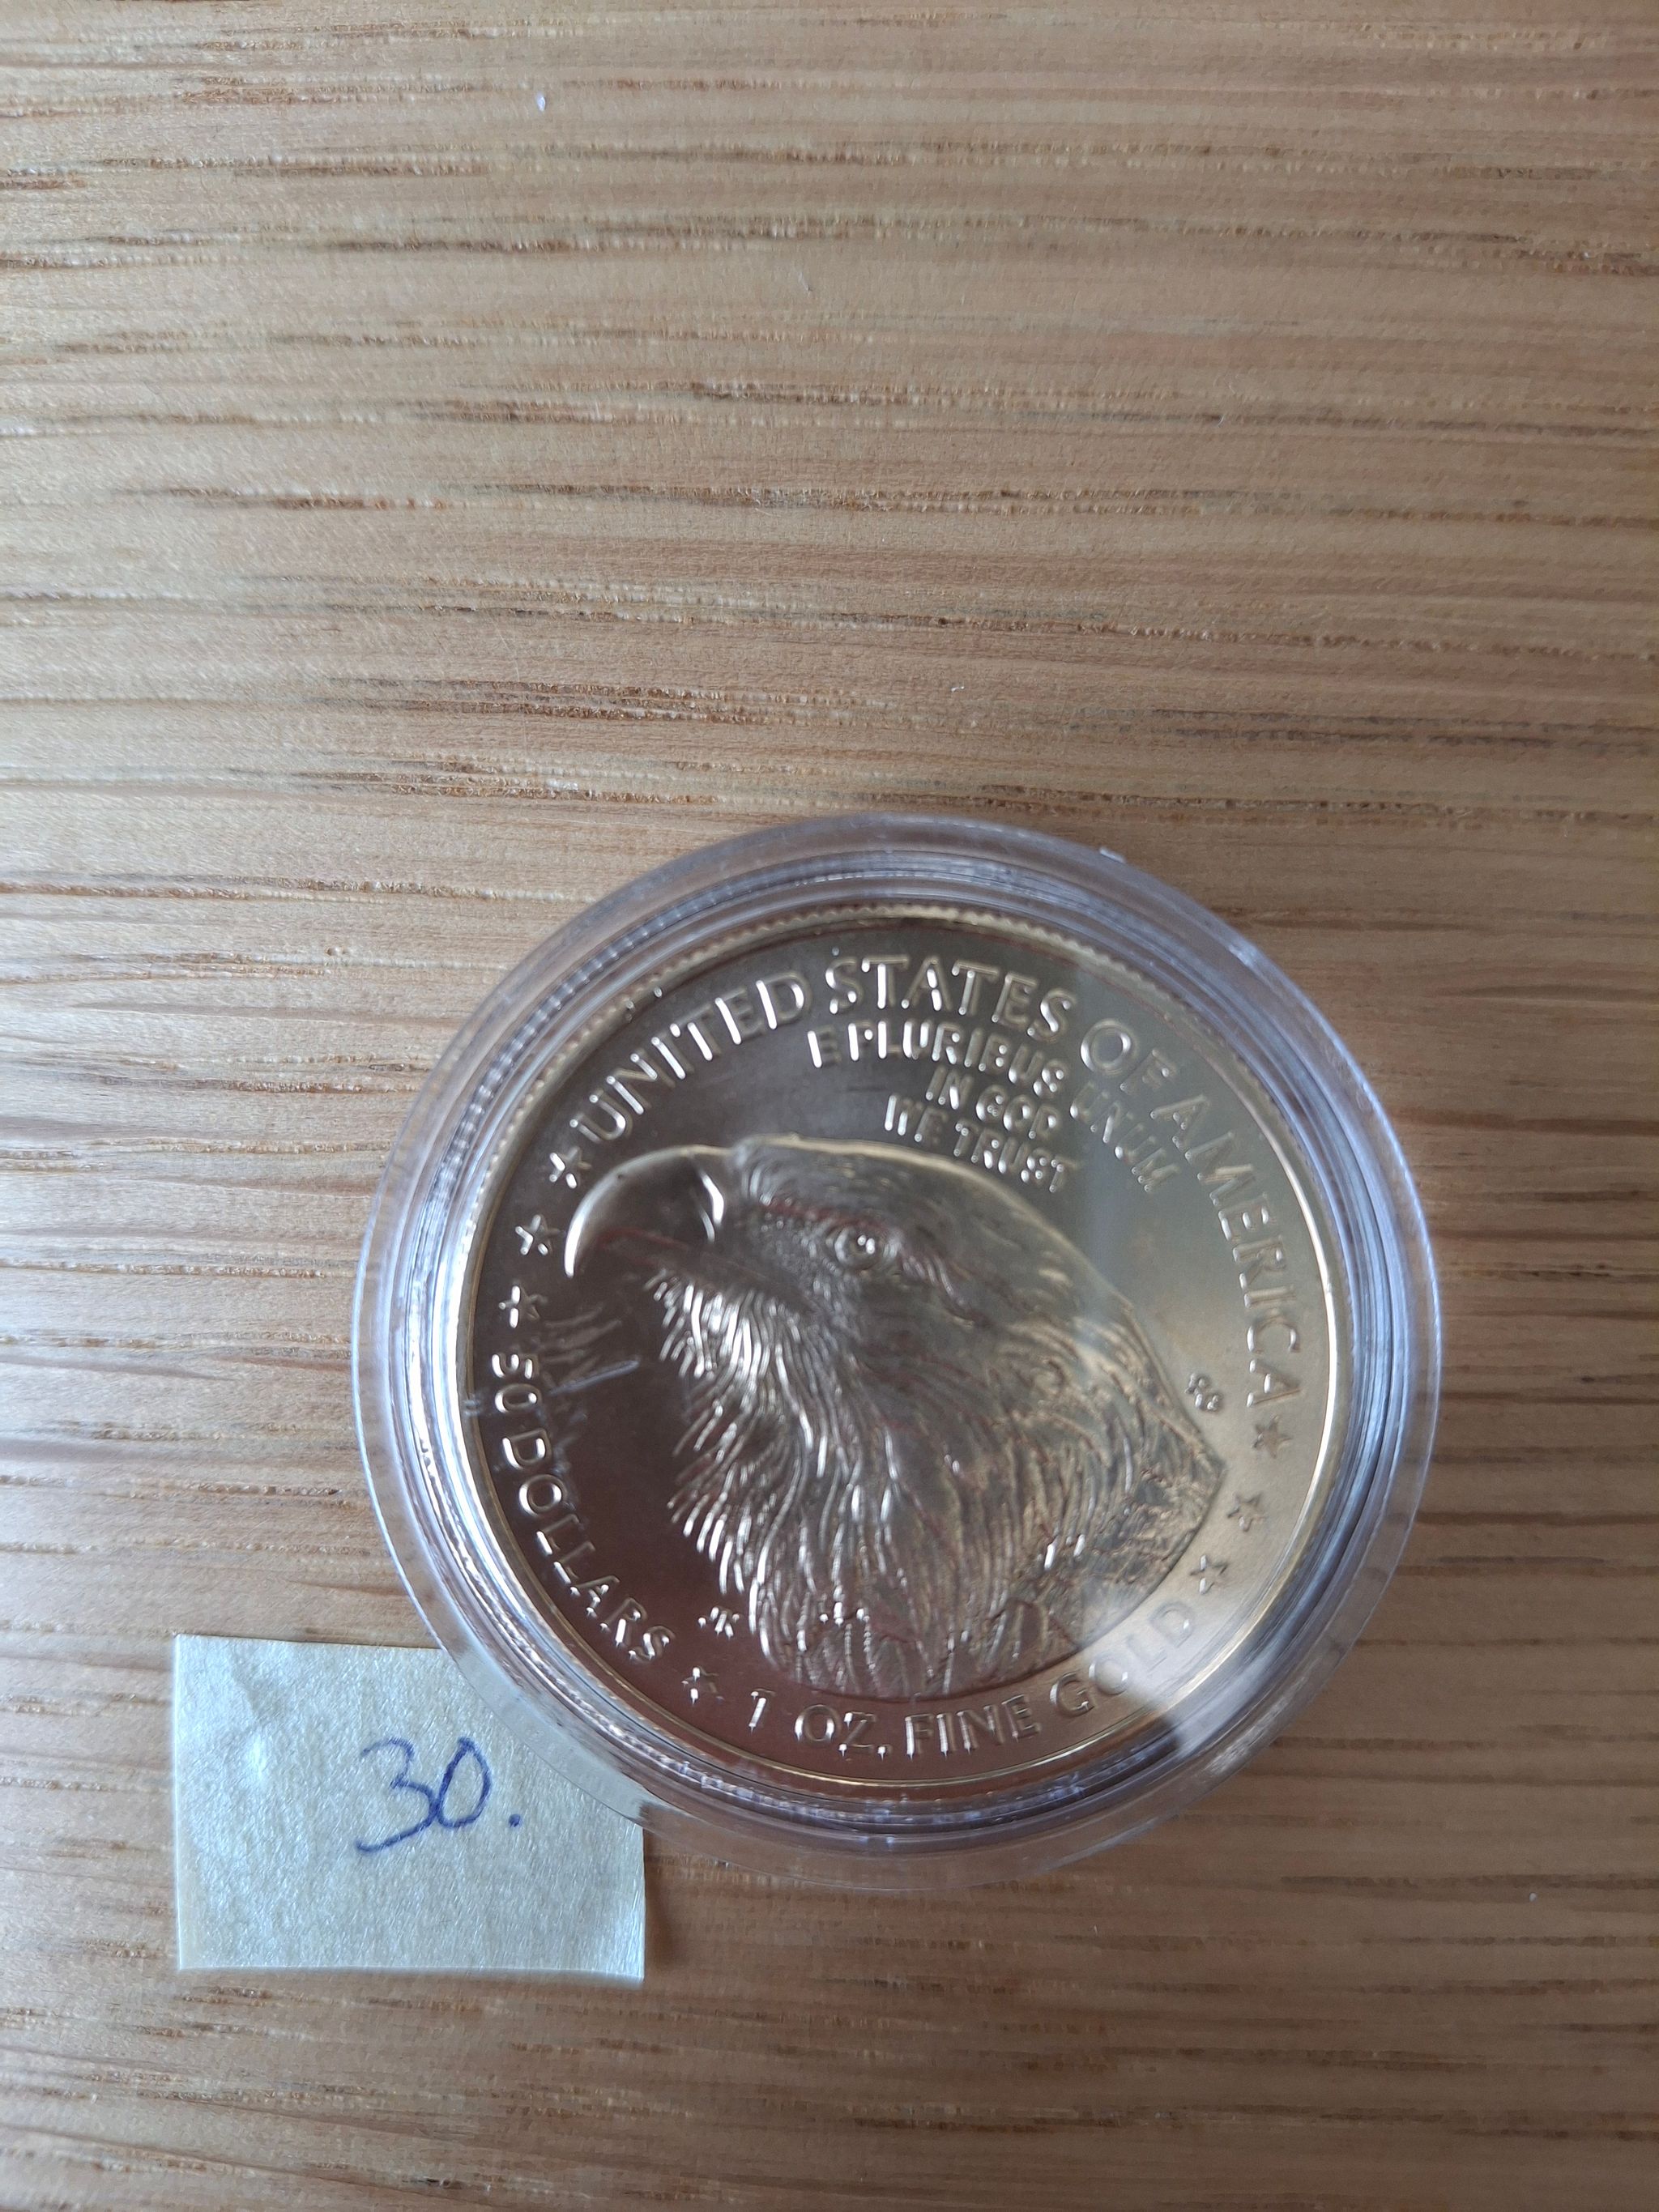 UNITED STATES OF AMERICA
E PLURIBUS UNUM
IN GOD
WE TRUST
50 DOLLARS
1 OZ. FINE GOLD
30.